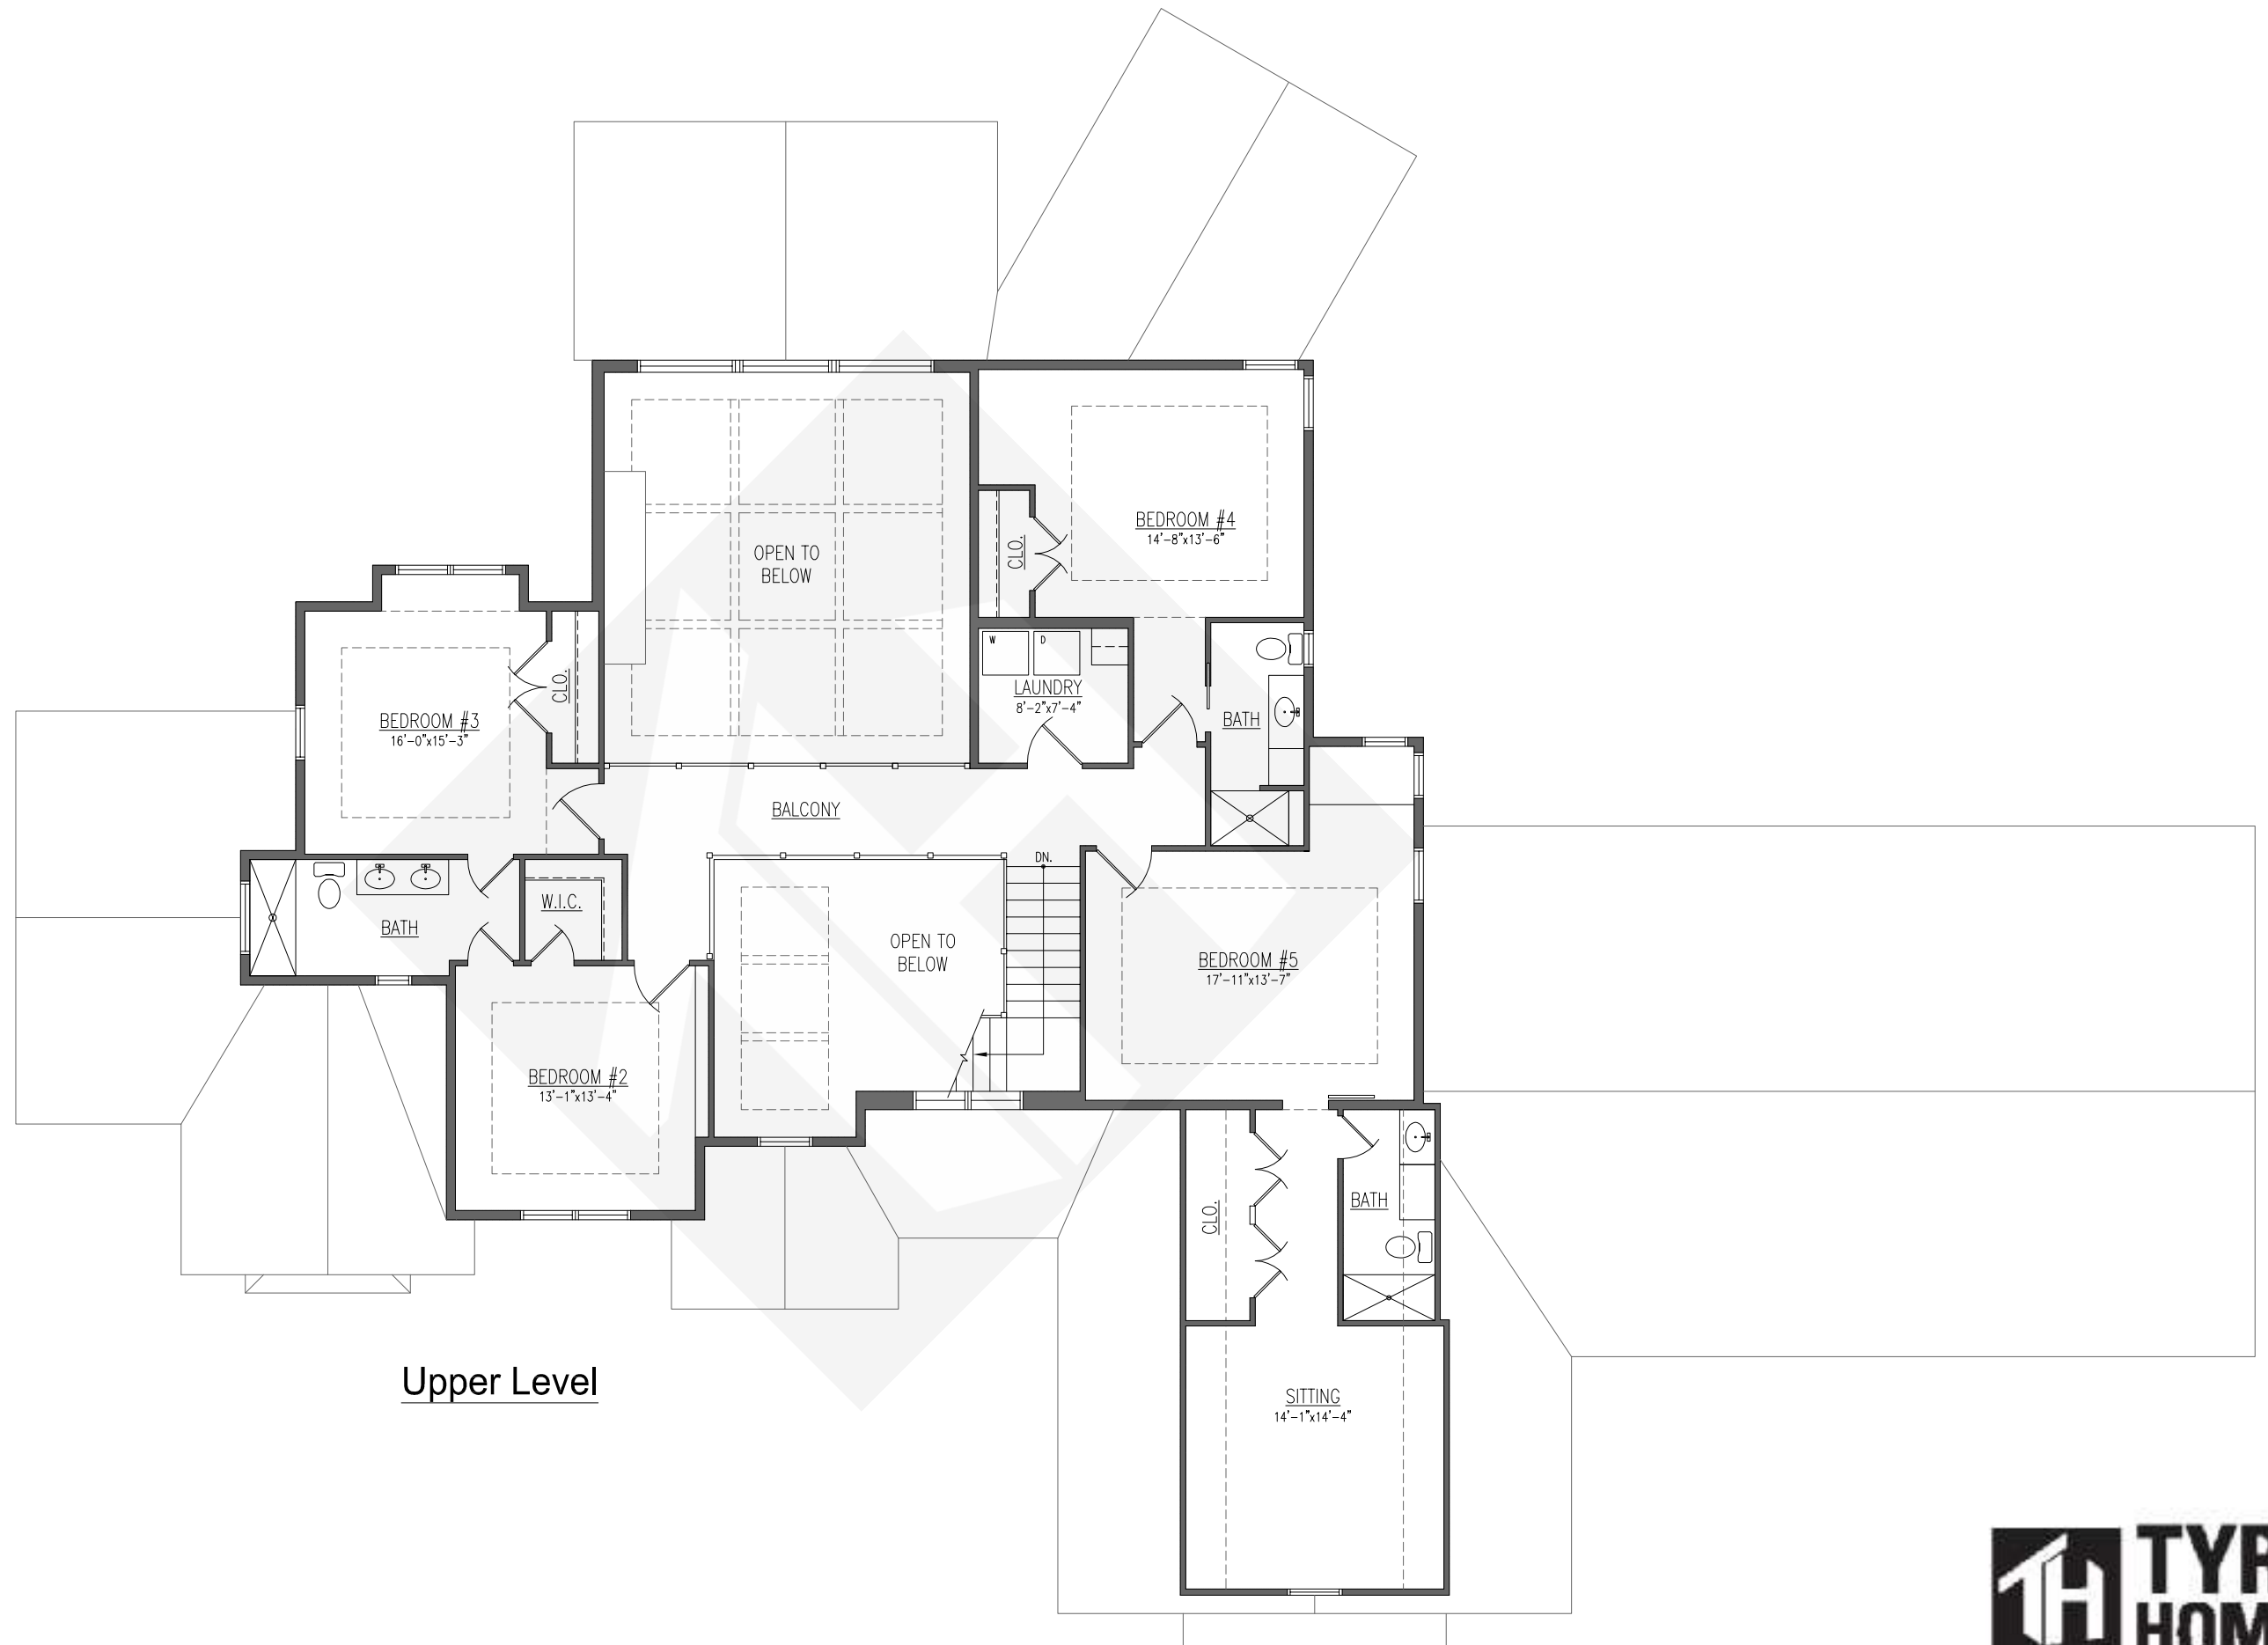 BEDROOM #4
14'-8"x13'-6"
CLO.
OPEN TO
BELOW
W
D
LAUNDRY
8'-2"x7'-4"
BATH
BEDROOM #3
16'-0"x15'-3"
CLO.
BALCONY
DN.
W.I.C.
BATH
OPEN TO
BELOW
BEDROOM #5
17'-11"x13'-7"
BEDROOM #2
13'-1"x13'-4"
CLO.
BATH
Upper Level
SITTING
14'-1"x14'-4"
TH